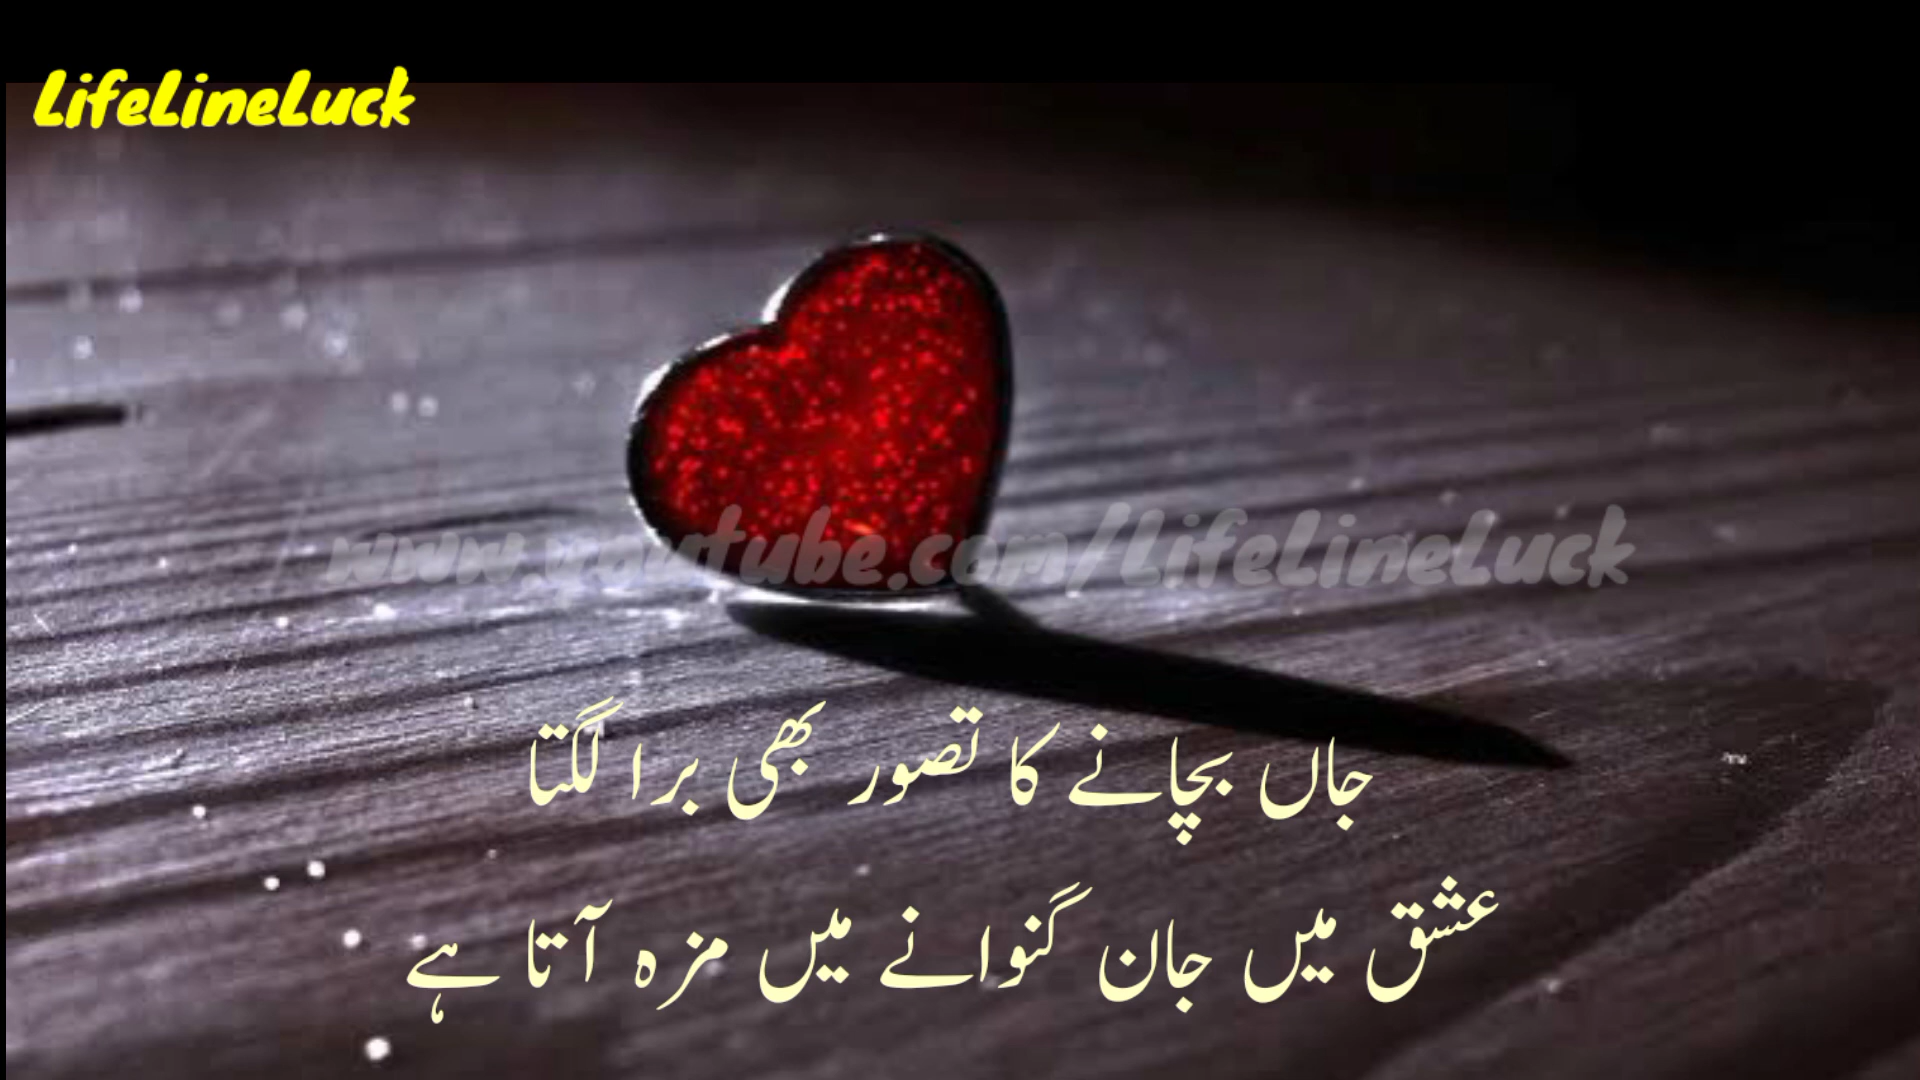 LifeLineLuck
www.youtube.com/LifeLineLuck
جاں بچانے کا تصور بھی برا لگتا
عشق میں جان گنوانے میں مزہ آتا ہے